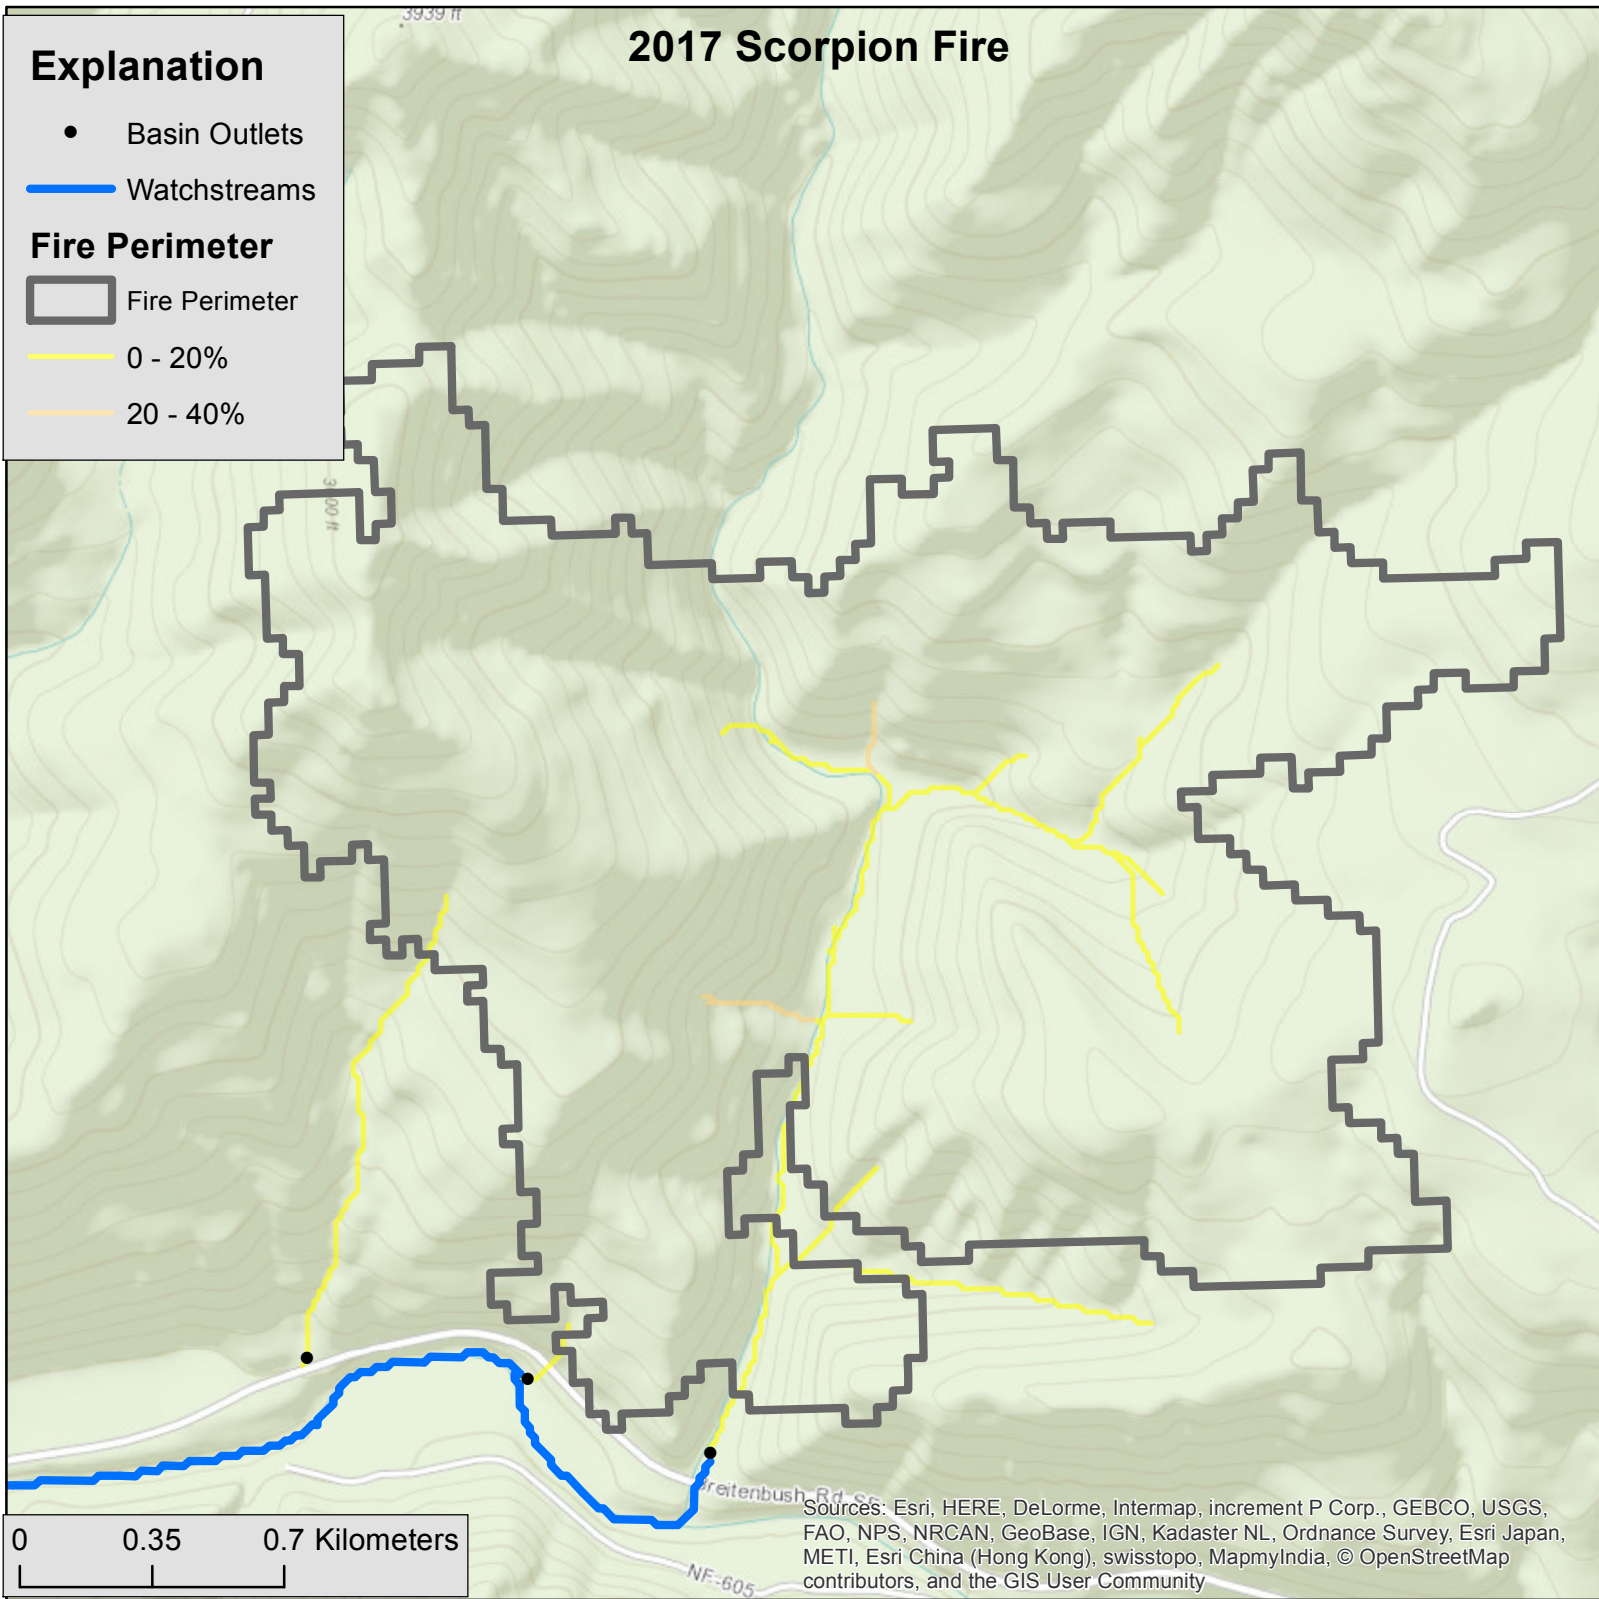 3939 ft
2017 Scorpion Fire
Explanation
Basin Outlets
Watchstreams
Fire Perimeter
Fire Perimeter
0 - 20%
20 - 40%
Breitenbush Rd SE
NF-605
0 0.35 0.7 Kilometers
Sources: Esri, HERE, DeLorme, Intermap, increment P Corp., GEBCO, USGS,
FAO, NPS, NRCAN, GeoBase, IGN, Kadaster NL, Ordnance Survey, Esri Japan,
METI, Esri China (Hong Kong), swisstopo, MapmyIndia, © OpenStreetMap
contributors, and the GIS User Community